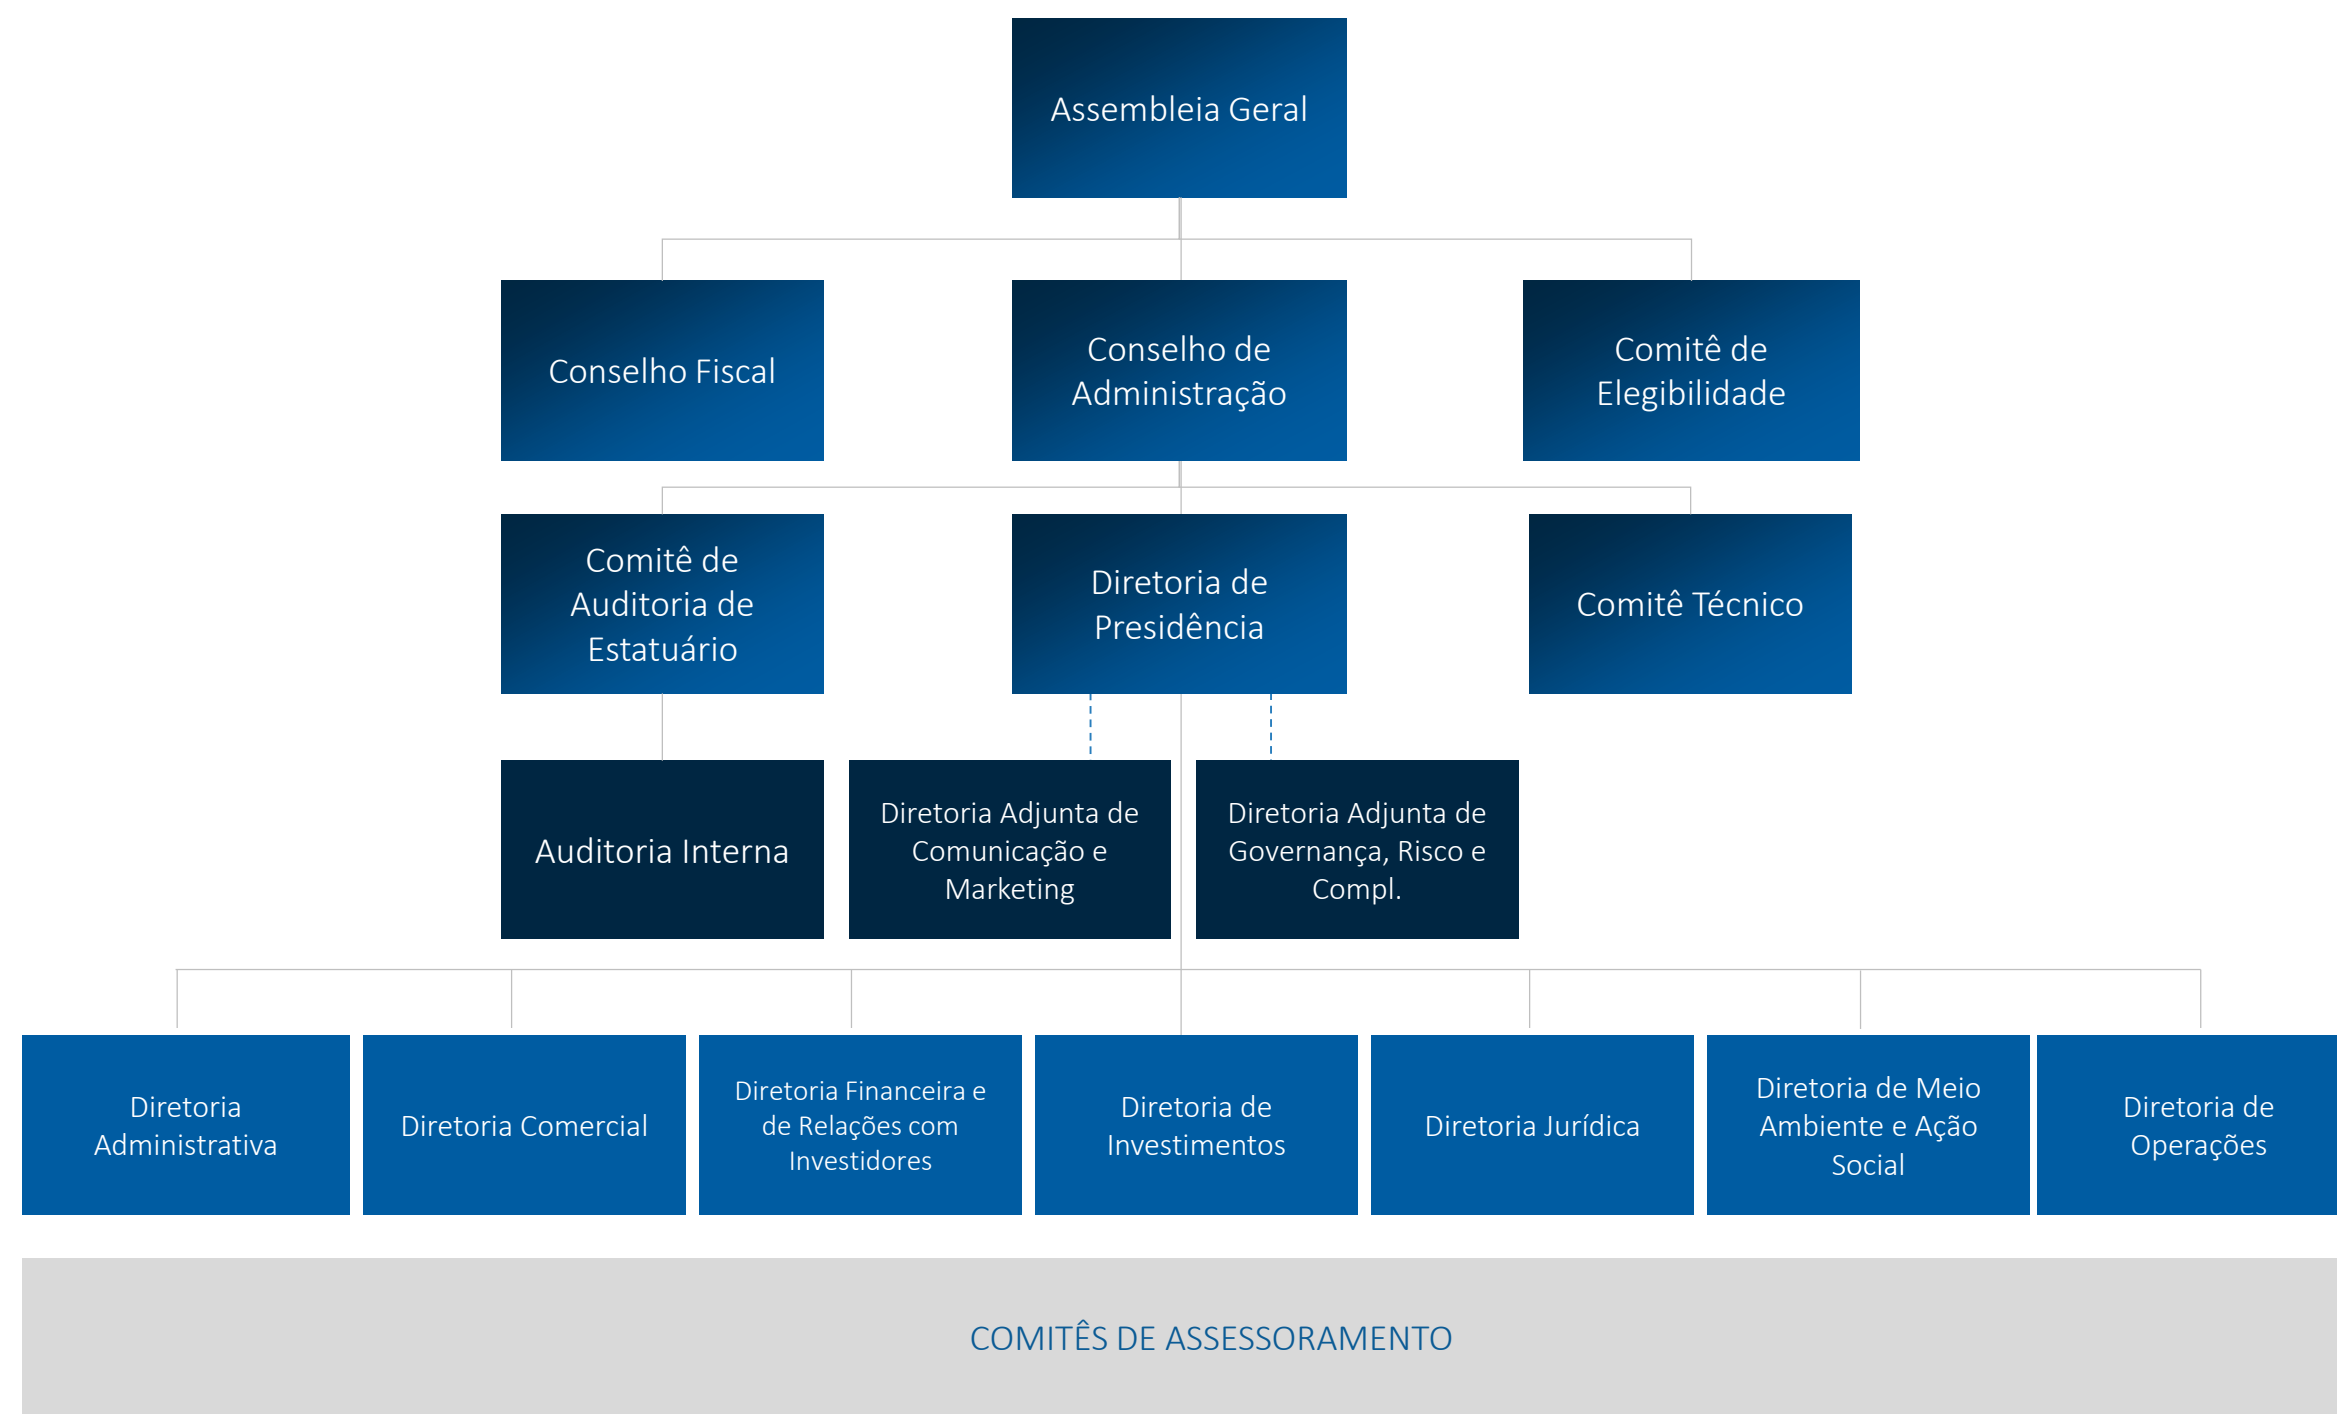 Assembleia Geral
Conselho Fiscal
Conselho de
Administração
Comitê de
Elegibilidade
Comitê de
Auditoria de
Estatuário
Diretoria de
Presidência
Comitê Técnico
Auditoria Interna
Diretoria Adjunta de
Comunicação e
Marketing
Diretoria Adjunta de
Governança, Risco e
Compl.
Diretoria
Administrativa
Diretoria Comercial
Diretoria Financeira e
de Relações com
Investidores
Diretoria de
Investimentos
Diretoria Jurídica
Diretoria de Meio
Ambiente e Ação
Social
Diretoria de
Operações
COMITÊS DE ASSESSORAMENTO